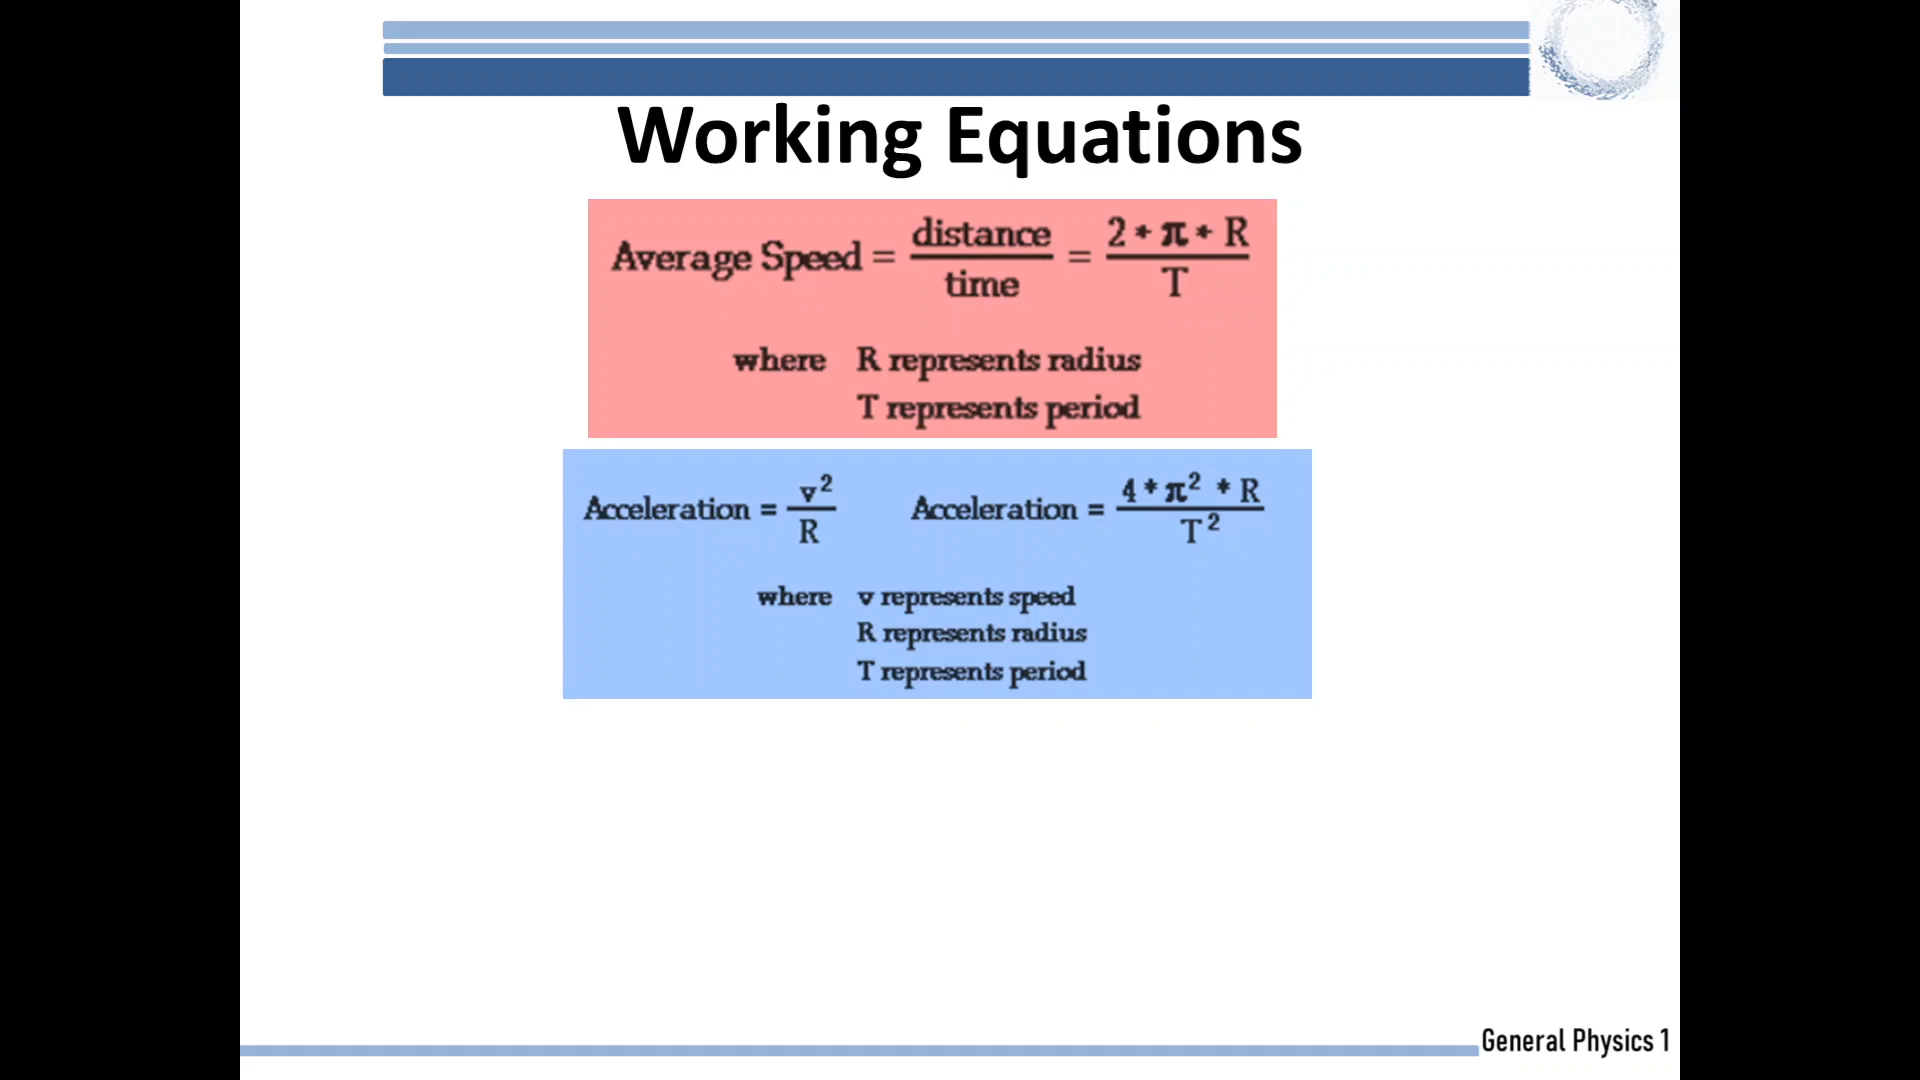 Working Equations
Average Speed = distance / time = 2 * π * R / T
where R represents radius
T represents period
Acceleration = v² / R Acceleration = 4 * π² * R / T²
where v represents speed
R represents radius
T represents period
General Physics 1